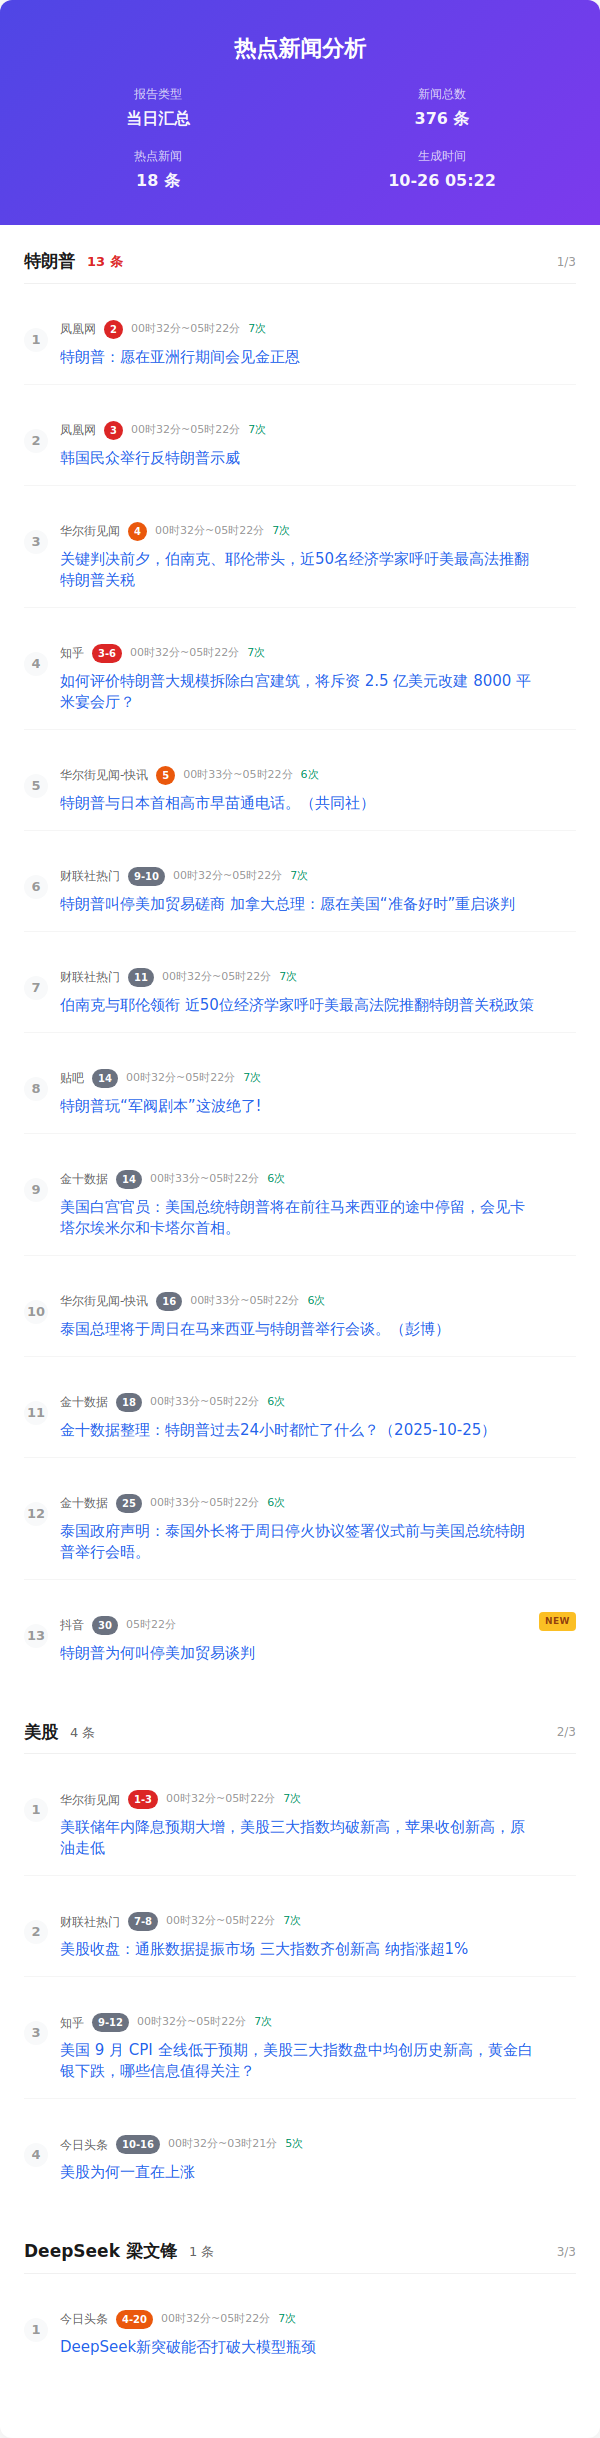 热点新闻分析
报告类型
新闻总数
当日汇总
376 条
热点新闻
生成时间
18 条
10-26 05:22
特朗普 13 条 1/3
1 凤凰网 2 00时32分~05时22分 7次
特朗普：愿在亚洲行期间会见金正恩
2 凤凰网 3 00时32分~05时22分 7次
韩国民众举行反特朗普示威
3 华尔街见闻 4 00时32分~05时22分 7次
关键判决前夕，伯南克、耶伦带头，近50名经济学家呼吁美最高法推翻
特朗普关税
4 知乎 3-6 00时32分~05时22分 7次
如何评价特朗普大规模拆除白宫建筑，将斥资 2.5 亿美元改建 8000 平
米宴会厅？
5 华尔街见闻-快讯 5 00时33分~05时22分 6次
特朗普与日本首相高市早苗通电话。（共同社）
6 财联社热门 9-10 00时32分~05时22分 7次
特朗普叫停美加贸易磋商 加拿大总理：愿在美国“准备好时”重启谈判
7 财联社热门 11 00时32分~05时22分 7次
伯南克与耶伦领衔 近50位经济学家呼吁美国最高法院推翻特朗普关税政策
8 贴吧 14 00时32分~05时22分 7次
特朗普玩“军阀剧本”这波绝了!
9 金十数据 14 00时33分~05时22分 6次
美国白宫官员：美国总统特朗普将在前往马来西亚的途中停留，会见卡
塔尔埃米尔和卡塔尔首相。
10 华尔街见闻-快讯 16 00时33分~05时22分 6次
泰国总理将于周日在马来西亚与特朗普举行会谈。（彭博）
11 金十数据 18 00时33分~05时22分 6次
金十数据整理：特朗普过去24小时都忙了什么？（2025-10-25）
12 金十数据 25 00时33分~05时22分 6次
泰国政府声明：泰国外长将于周日停火协议签署仪式前与美国总统特朗
普举行会晤。
13 抖音 30 05时22分 NEW
特朗普为何叫停美加贸易谈判
美股 4 条 2/3
1 华尔街见闻 1-3 00时32分~05时22分 7次
美联储年内降息预期大增，美股三大指数均破新高，苹果收创新高，原
油走低
2 财联社热门 7-8 00时32分~05时22分 7次
美股收盘：通胀数据提振市场 三大指数齐创新高 纳指涨超1%
3 知乎 9-12 00时32分~05时22分 7次
美国 9 月 CPI 全线低于预期，美股三大指数盘中均创历史新高，黄金白
银下跌，哪些信息值得关注？
4 今日头条 10-16 00时32分~03时21分 5次
美股为何一直在上涨
DeepSeek 梁文锋 1 条 3/3
1 今日头条 4-20 00时32分~05时22分 7次
DeepSeek新突破能否打破大模型瓶颈